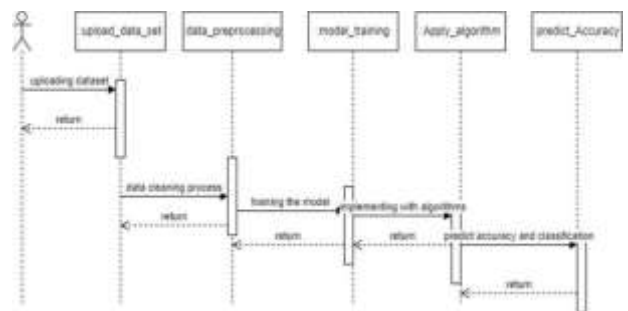 upload_data_set
data_preprocessing
model_training
Apply_algorithm
predict_Accuracy
uploading dataset
return
data cleaning process
training the model
implementing with algorithms
return
return
return
predict accuracy and classification
return